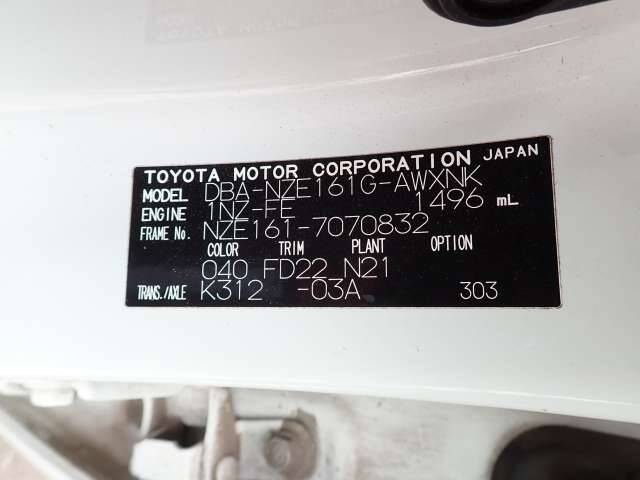 TOYOTA MOTOR CORPORATION JAPAN
MODEL DBA-NZE161G-AWXNK
ENGINE 1NZ-FE 1496 mL
FRAME No. NZE161-7070832
COLOR TRIM PLANT OPTION
040 FD22 N21
TRANS./AXLE K312 -03A 303